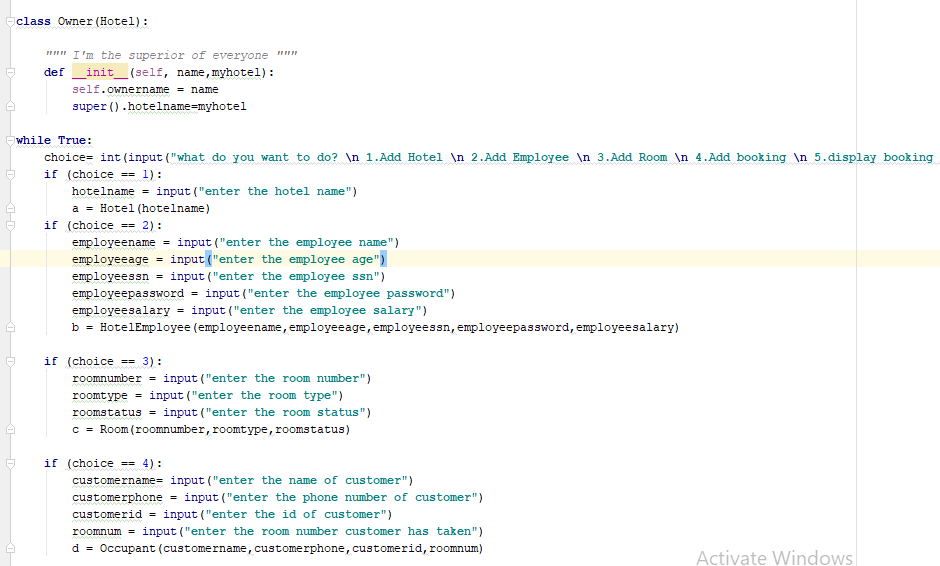 class Owner(Hotel):
""" I'm the superior of everyone """
def __init__(self, name,myhotel):
self.ownername = name
super().hotelname=myhotel
while True:
choice= int(input("what do you want to do? \n 1.Add Hotel \n 2.Add Employee \n 3.Add Room \n 4.Add booking \n 5.display booking
if (choice == 1):
hotelname = input("enter the hotel name")
a = Hotel(hotelname)
if (choice == 2):
employeename = input("enter the employee name")
employeeage = input("enter the employee age")
employeessn = input("enter the employee ssn")
employeepassword = input("enter the employee password")
employeesalary = input("enter the employee salary")
b = HotelEmployee(employeename,employeeage,employeessn,employeepassword,employeesalary)
if (choice == 3):
roomnumber = input("enter the room number")
roomtype = input("enter the room type")
roomstatus = input("enter the room status")
c = Room(roomnumber,roomtype,roomstatus)
if (choice == 4):
customername= input("enter the name of customer")
customerphone = input("enter the phone number of customer")
customerid = input("enter the id of customer")
roomnum = input("enter the room number customer has taken")
d = Occupant(customername,customerphone,customerid,roomnum)
Activate Windows